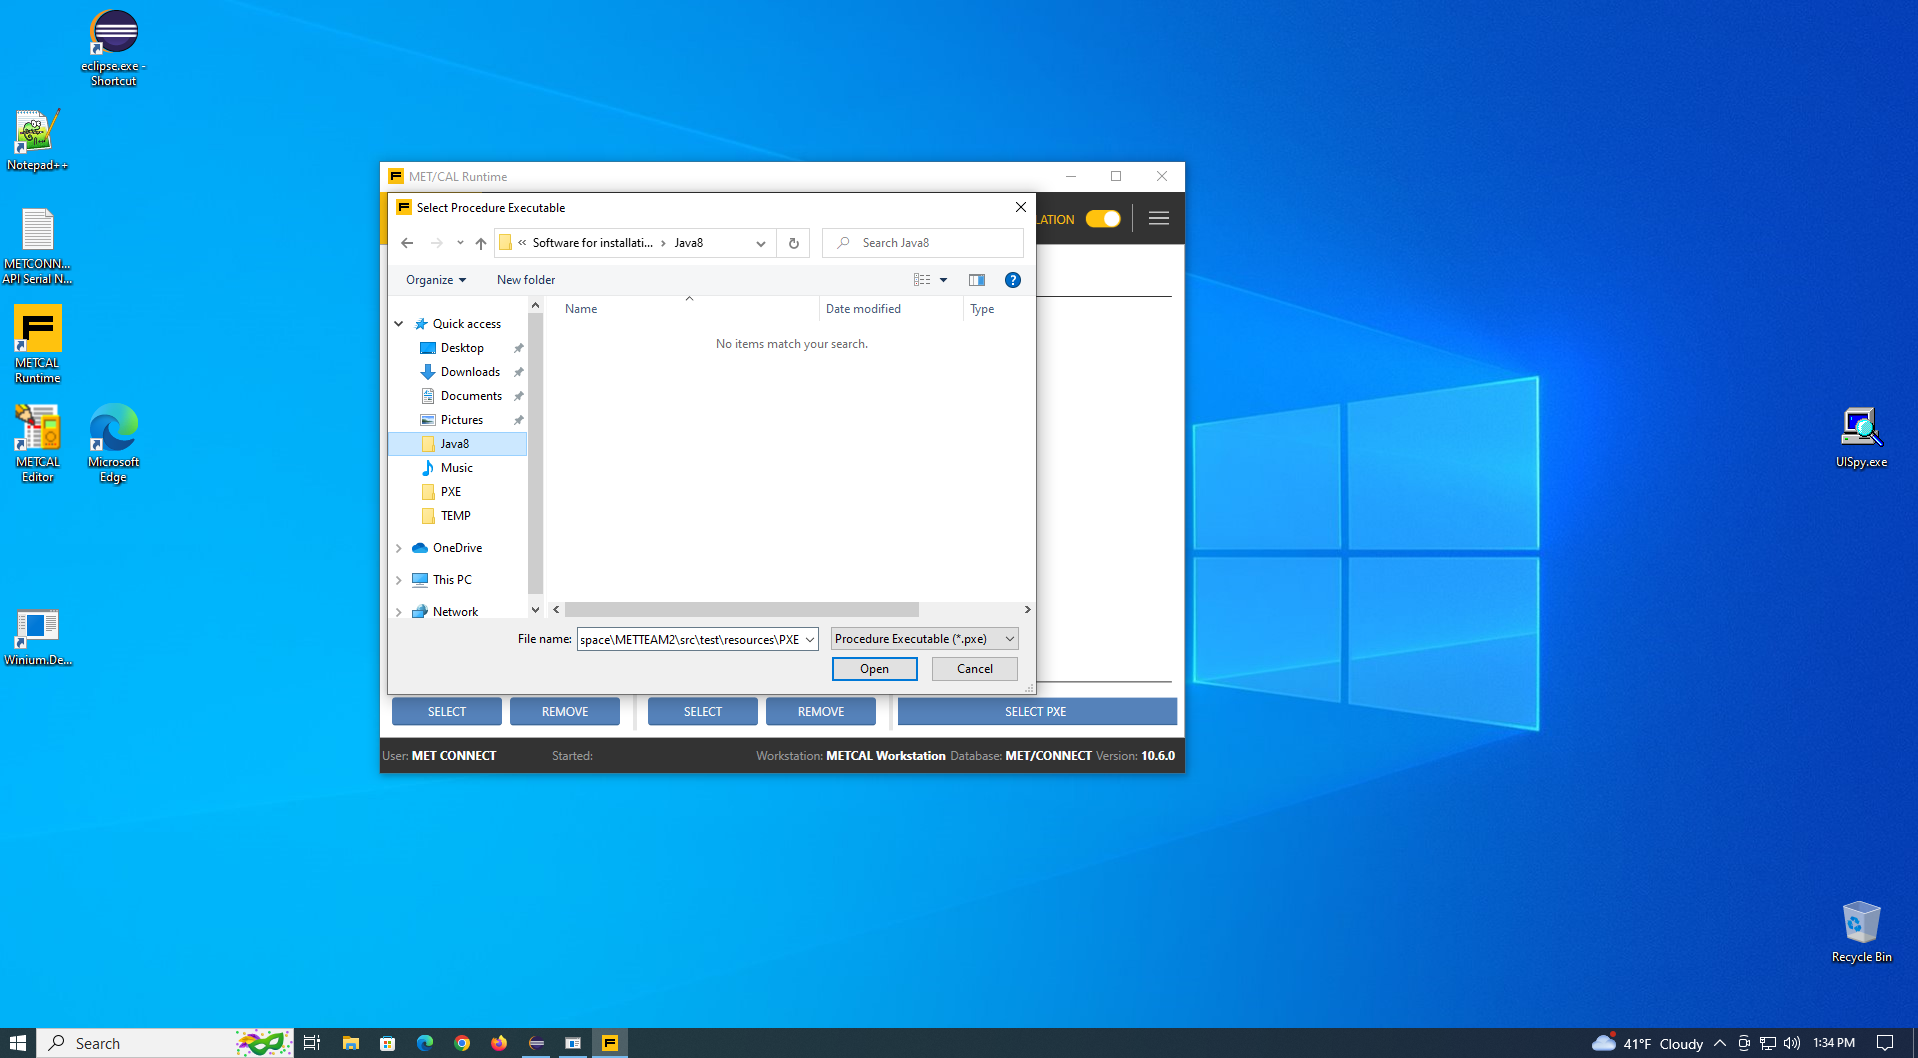 eclipse.exe -
Shortcut
Notepad++
METCONN...
API Serial N...
METCAL
Runtime
METCAL
Editor
Microsoft
Edge
Winium.De...
UISpy.exe
Recycle Bin
MET/CAL Runtime
LATION
Select Procedure Executable
« Software for installati... > Java8
Search Java8
Organize
New folder
Name
Date modified
Type
No items match your search.
Quick access
Desktop
Downloads
Documents
Pictures
Java8
Music
PXE
TEMP
OneDrive
This PC
Network
File name: space\METTEAM2\src\test\resources\PXE
Procedure Executable (*.pxe)
Open
Cancel
SELECT
REMOVE
SELECT
REMOVE
SELECT PXE
User: MET CONNECT
Started:
Workstation: METCAL Workstation Database: MET/CONNECT Version: 10.6.0
Search
41°F Cloudy
1:34 PM